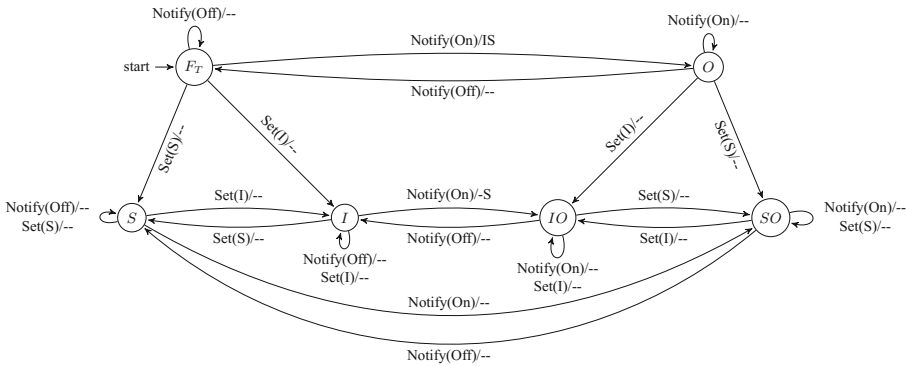 Notify(Off)/--
Notify(On)/--
Notify(On)/IS
start
F_T
O
Notify(Off)/--
Set(S)/--
Set(I)/--
Set(I)/--
Set(S)/--
Notify(Off)/--
Set(S)/--
S
Set(I)/--
Set(S)/--
I
Notify(On)/-S
Notify(Off)/--
IO
Set(S)/--
Set(I)/--
SO
Notify(On)/--
Set(S)/--
Notify(Off)/--
Set(I)/--
Notify(On)/--
Set(I)/--
Notify(On)/--
Notify(Off)/--